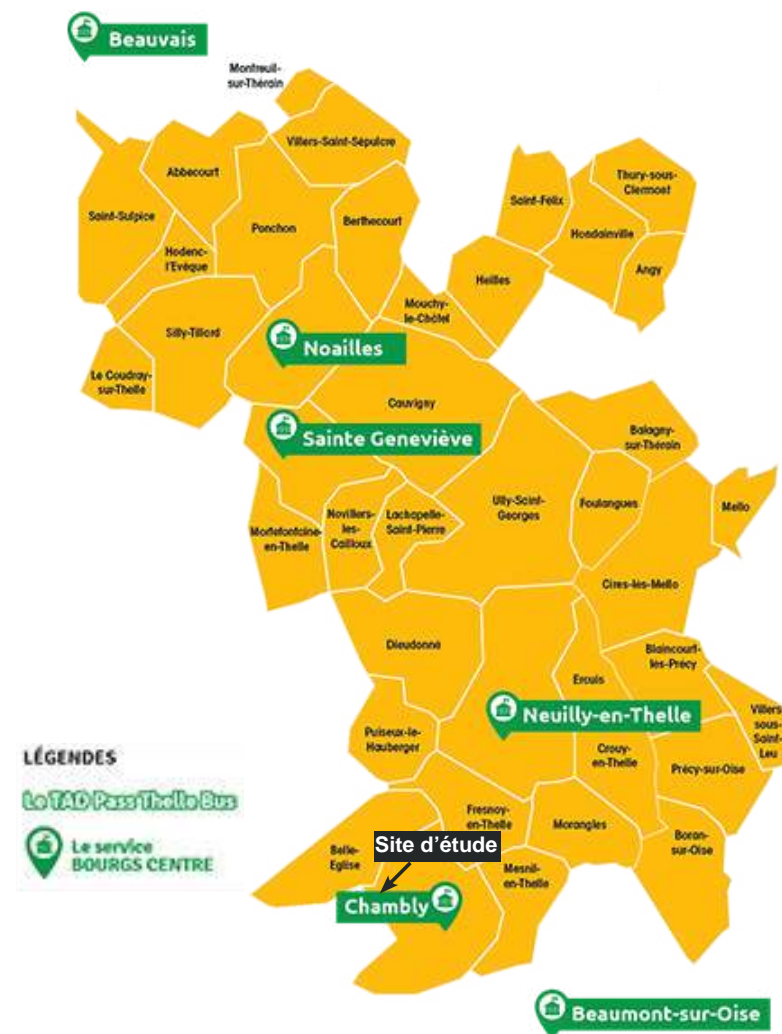 Beauvais
Montreuil-
sur-Thérain
Villers-Saint-Sépulcre
Abbecourt
Thury-sous-
Clermont
Saint-Félix
Saint-Sulpice
Ponchon
Berthecourt
Hondainville
Hodenc-
l'Evêque
Angy
Heilles
Mouchy-
le-Châtel
Silly-Tillard
Noailles
Le Coudray-
sur-Thelle
Cauvigny
Sainte Geneviève
Balagny-
sur-Thérain
Ully-Saint-
Georges
Foulangues
Mello
Mortefontaine-
en-Thelle
Novillers-
les-
Cailloux
Lachapelle-
Saint-Pierre
Cires-lès-Mello
Dieudonné
Blaincourt-
lès-Précy
Ercuis
Neuilly-en-Thelle
Villers
sous-
Saint-
Leu
Puiseux-le-
Hauberger
Crouy-
en-Thelle
Précy-sur-Oise
LÉGENDES
Le TAD Pass Thelle Bus
Le service
BOURGS CENTRE
Fresnoy-
en-Thelle
Morangles
Boran-
sur-Oise
Belle-
Eglise
Site d'étude
Mesnil-
en-Thelle
Chambly
Beaumont-sur-Oise